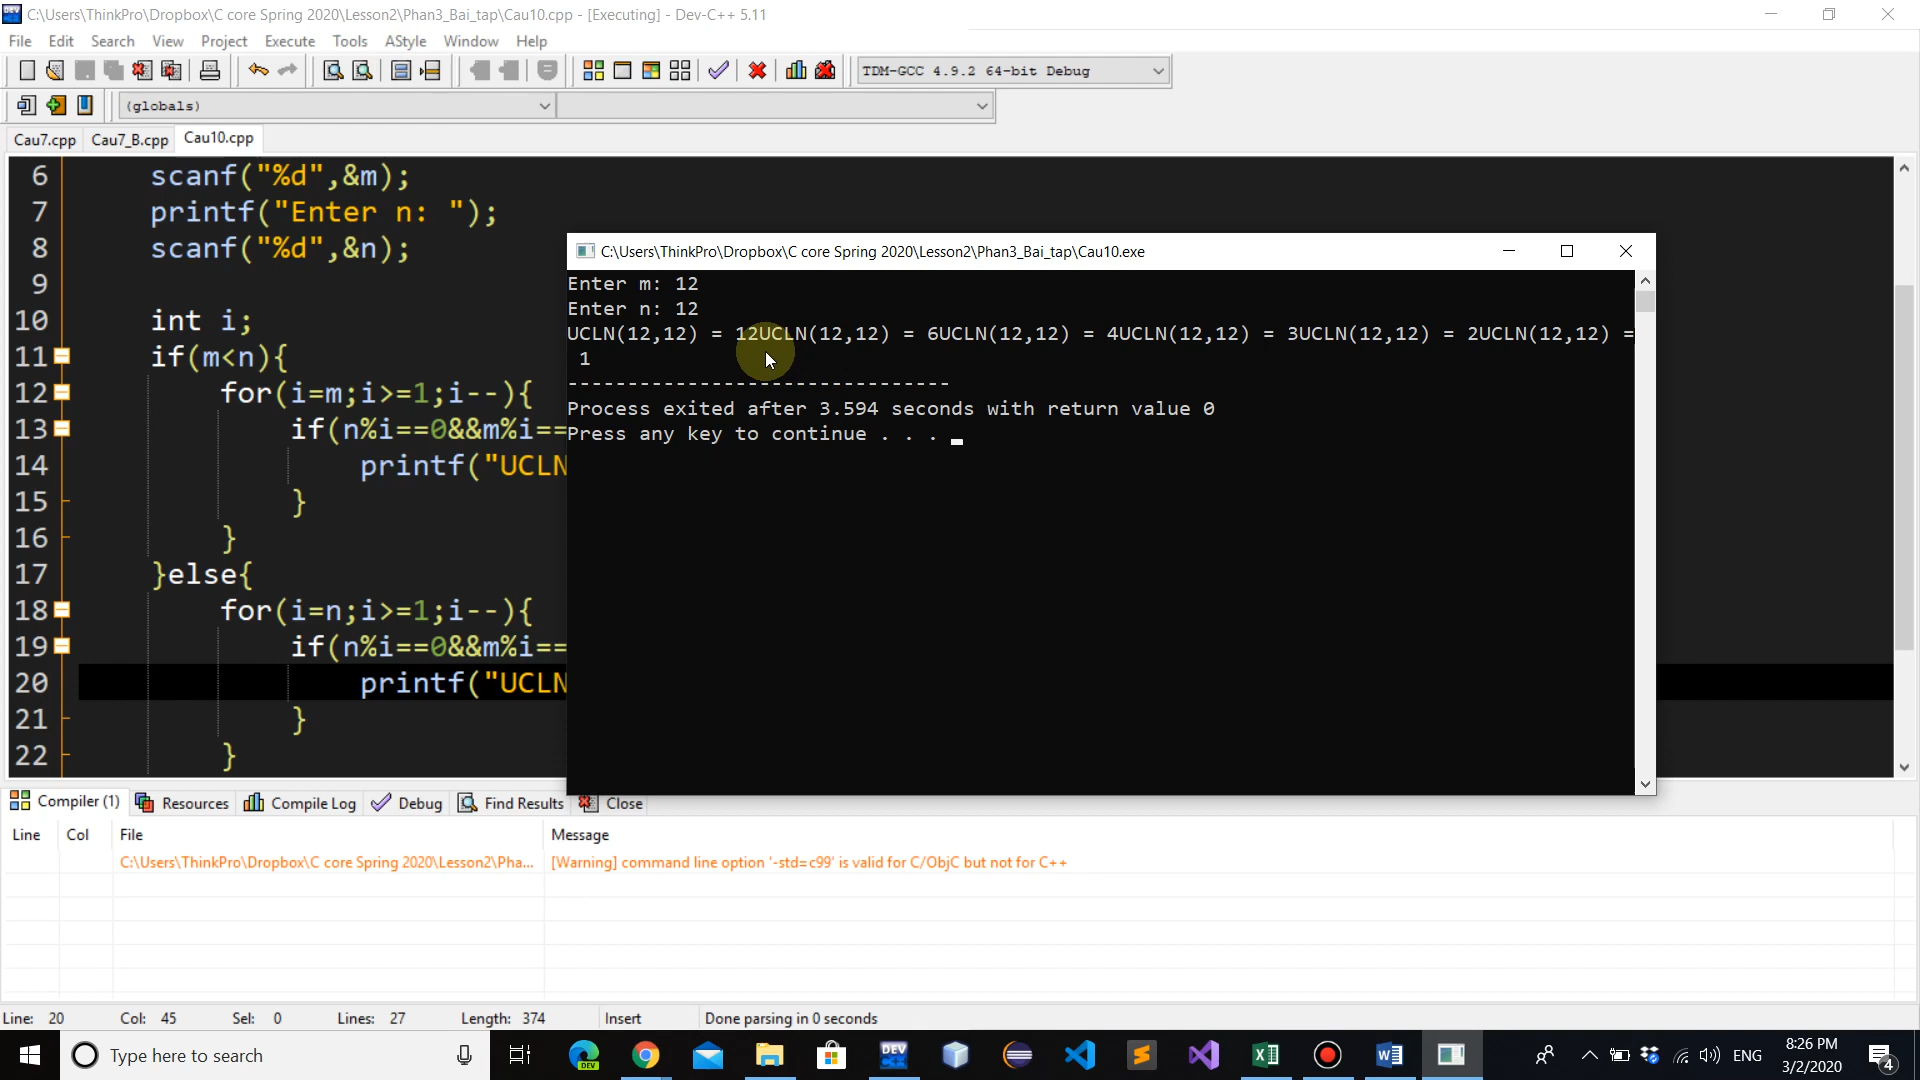 C:\Users\ThinkPro\Dropbox\C core Spring 2020\Lesson2\Phan3_Bai_tap\Cau10.cpp - [Executing] - Dev-C++ 5.11
File Edit Search View Project Execute Tools AStyle Window Help
TDM-GCC 4.9.2 64-bit Debug
(globals)
Cau7.cpp Cau7_B.cpp Cau10.cpp
6 scanf("%d",&m);
7 printf("Enter n: ");
8 scanf("%d",&n);
9
10 int i;
11 if(m<n){
12 for(i=m;i>=1;i--){
13 if(n%i==0&&m%i==
14 printf("UCLN
15 }
16 }
17 }else{
18 for(i=n;i>=1;i--){
19 if(n%i==0&&m%i==
20 printf("UCLN
21 }
22 }
C:\Users\ThinkPro\Dropbox\C core Spring 2020\Lesson2\Phan3_Bai_tap\Cau10.exe
Enter m: 12
Enter n: 12
UCLN(12,12) = 12UCLN(12,12) = 6UCLN(12,12) = 4UCLN(12,12) = 3UCLN(12,12) = 2UCLN(12,12) =
1
--------------------------------
Process exited after 3.594 seconds with return value 0
Press any key to continue . . .
Compiler (1) Resources Compile Log Debug Find Results Close
Line Col File Message
C:\Users\ThinkPro\Dropbox\C core Spring 2020\Lesson2\Pha... [Warning] command line option '-std=c99' is valid for C/ObjC but not for C++
Line: 20 Col: 45 Sel: 0 Lines: 27 Length: 374 Insert Done parsing in 0 seconds
Type here to search
DEV
DEV
ENG
8:26 PM
3/2/2020
4